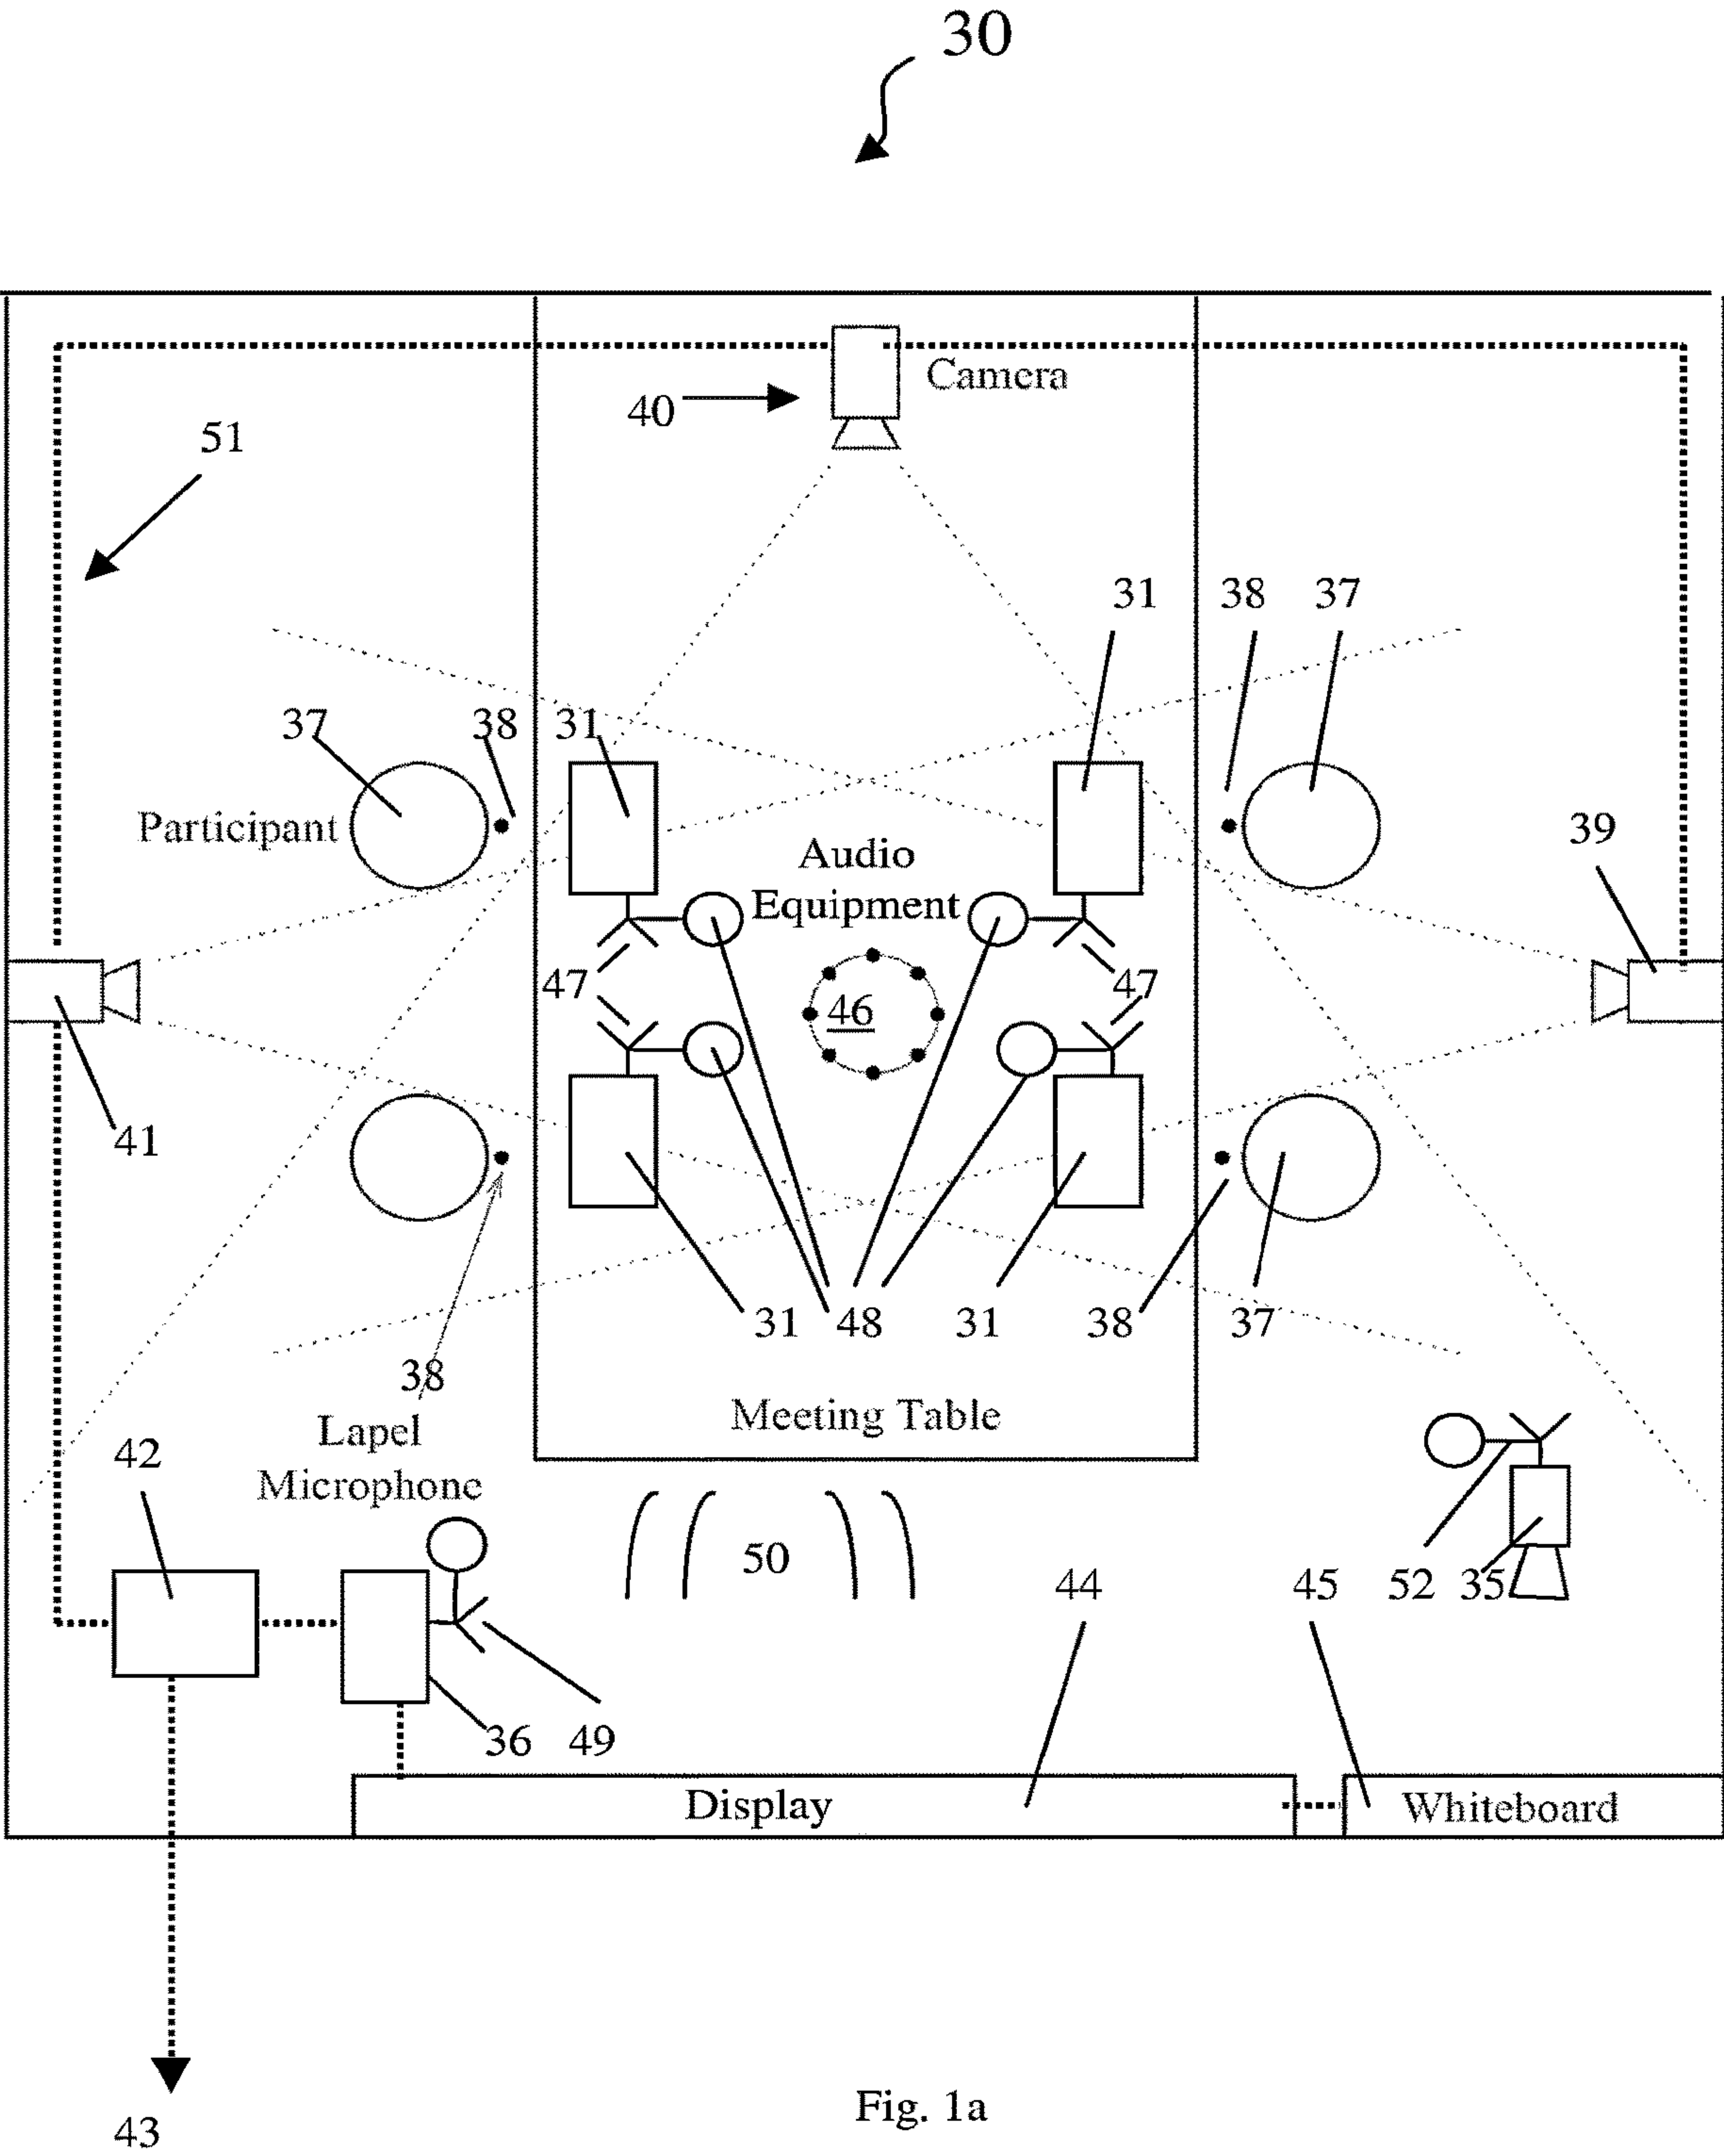 30
Camera
40
51
31 38 37
37 38 31
Participant
39
Audio
Equipment
47 47
46
41
31 48 31 38 37
38
Meeting Table
Lapel
Microphone
42
50
44 45 52 35
36 49
Display Whiteboard
43
Fig. 1a